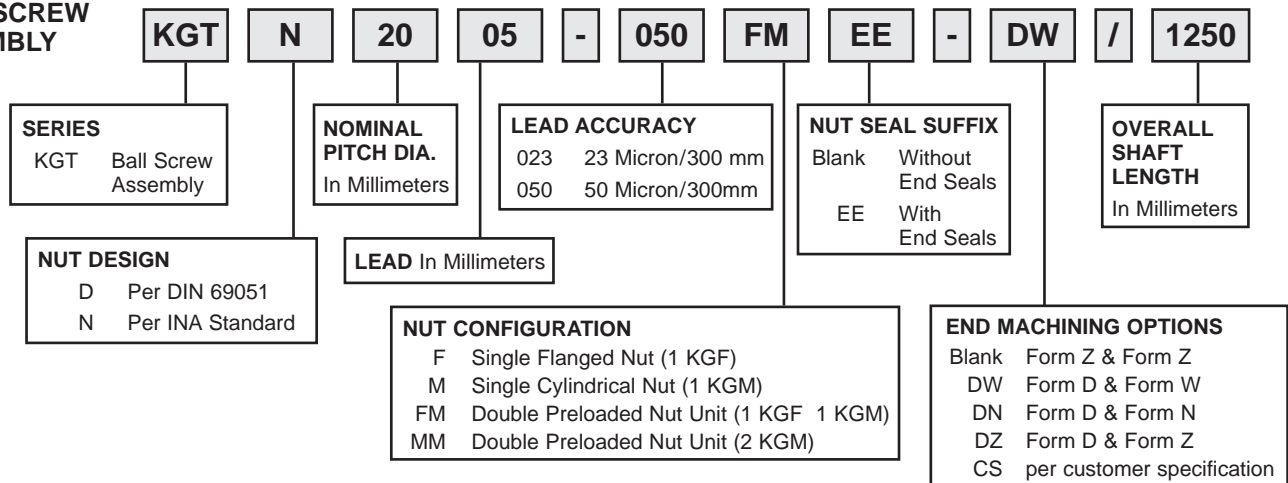 SCREW
KGT N 20 05 - 050 FM EE - DW / 1250
SERIES
KGT Ball Screw
Assembly
NOMINAL
PITCH DIA.
In Millimeters
LEAD ACCURACY
023 23 Micron/300 mm
050 50 Micron/300mm
NUT SEAL SUFFIX
Blank Without
End Seals
EE With
End Seals
OVERALL
SHAFT
LENGTH
In Millimeters
NUT DESIGN
D Per DIN 69051
N Per INA Standard
LEAD In Millimeters
NUT CONFIGURATION
F Single Flanged Nut (1 KGF)
M Single Cylindrical Nut (1 KGM)
FM Double Preloaded Nut Unit (1 KGF 1 KGM)
MM Double Preloaded Nut Unit (2 KGM)
END MACHINING OPTIONS
Blank Form Z & Form Z
DW Form D & Form W
DN Form D & Form N
DZ Form D & Form Z
CS per customer specification